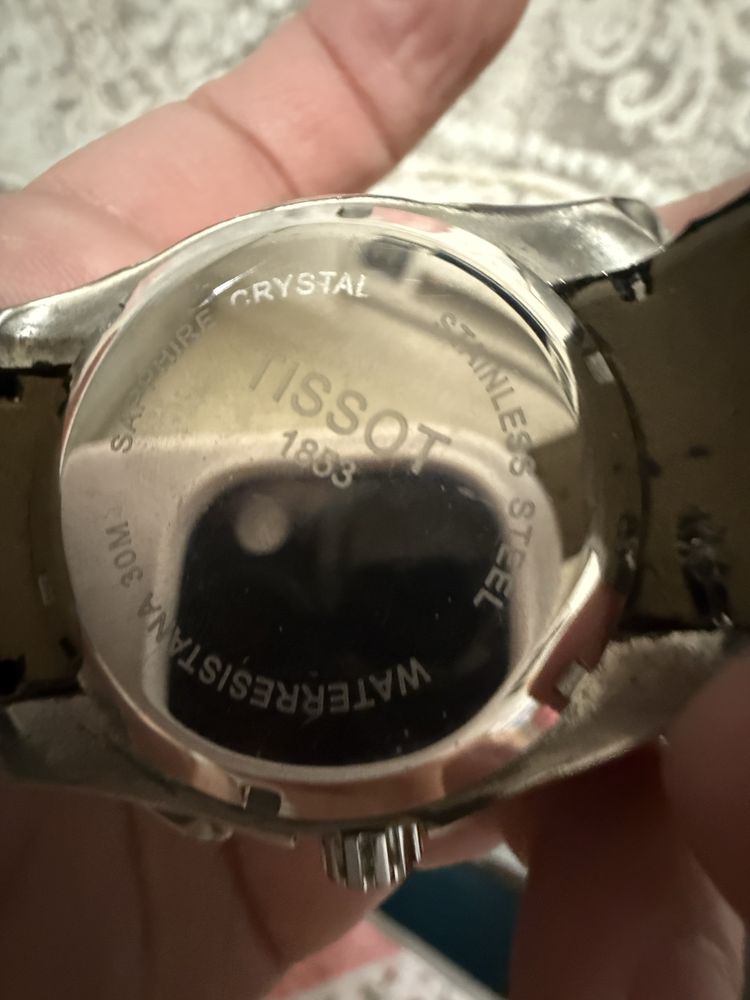 TISSOT
1853
SAPPHIRE CRYSTAL
STAINLESS STEEL
WATERRESISTANA 30M